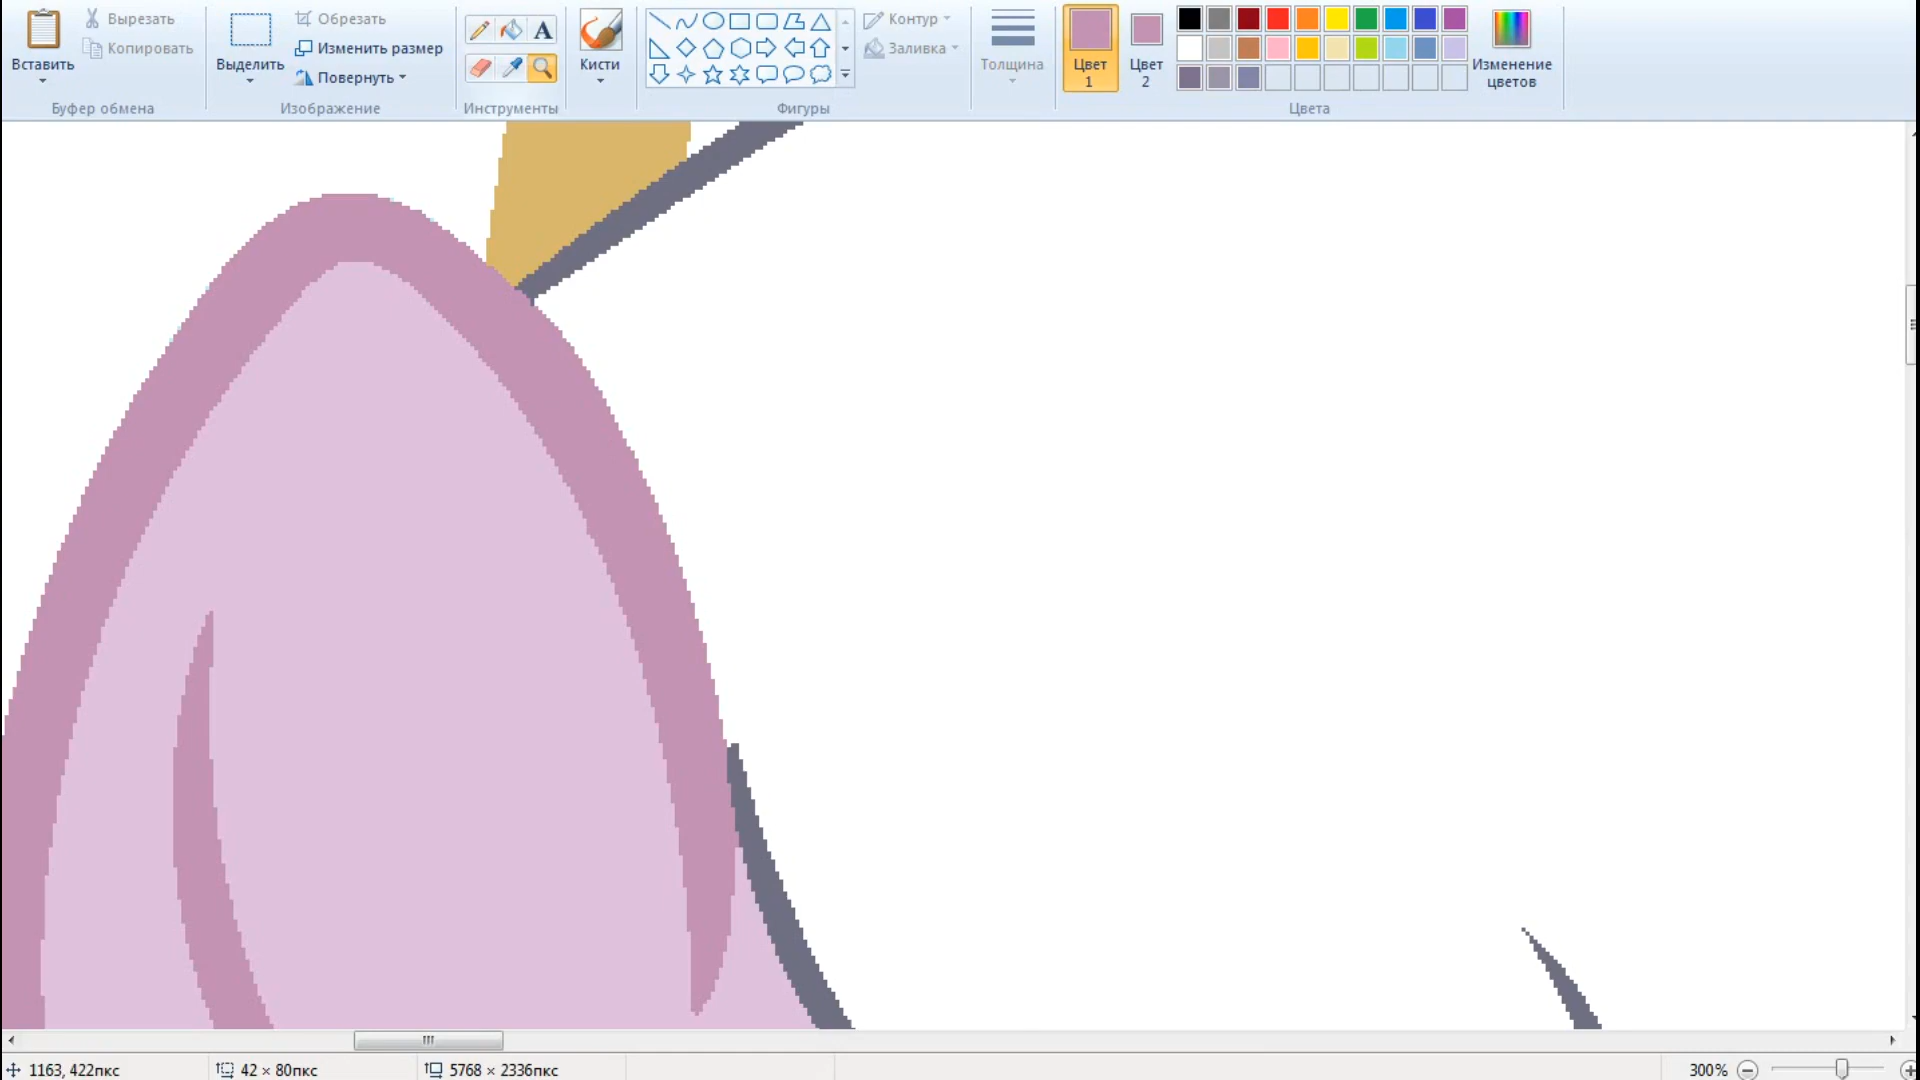 Вставить
Вырезать
Копировать
Буфер обмена
Выделить
Обрезать
Изменить размер
Повернуть
Изображение
A
Инструменты
Кисти
Фигуры
Контур
Заливка
Толщина
Цвет
1
Цвет
2
Цвета
Изменение
цветов
1163, 422пкс
42 × 80пкс
5768 × 2336пкс
300%